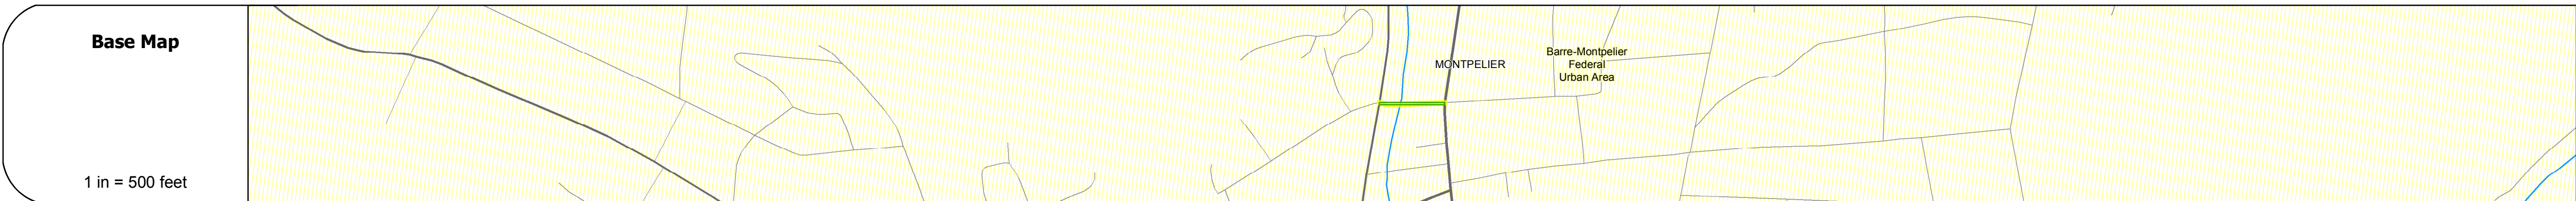 Base Map
1 in = 500 feet
MONTPELIER
Barre-Montpelier
Federal
Urban Area